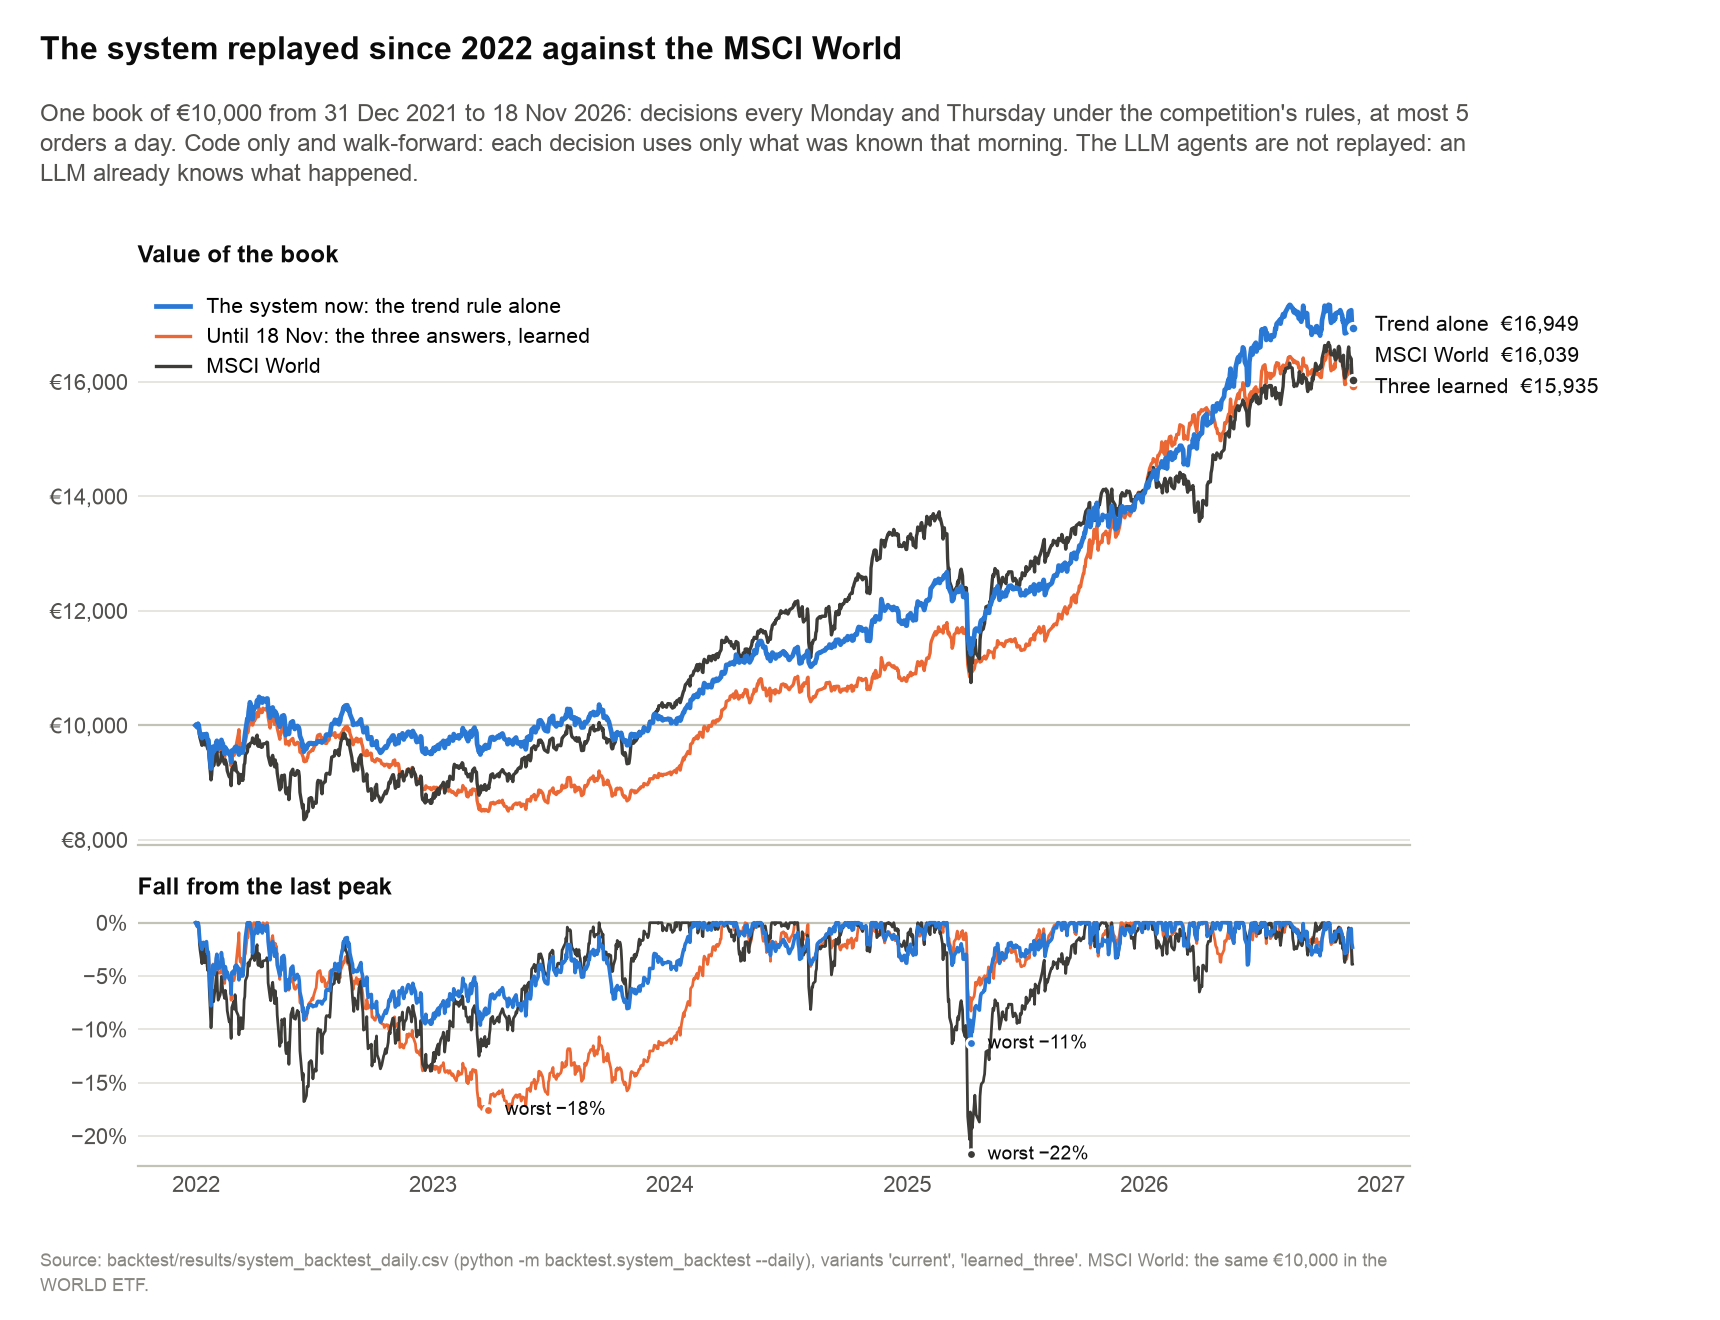 The system replayed since 2022 against the MSCI World
One book of €10,000 from 31 Dec 2021 to 18 Nov 2026: decisions every Monday and Thursday under the competition's rules, at most 5
orders a day. Code only and walk-forward: each decision uses only what was known that morning. The LLM agents are not replayed: an
LLM already knows what happened.
Value of the book
The system now: the trend rule alone
Until 18 Nov: the three answers, learned
MSCI World
Trend alone €16,949
MSCI World €16,039
Three learned €15,935
€16,000
€14,000
€12,000
€10,000
€8,000
Fall from the last peak
0%
−5%
−10%
−15%
−20%
worst −11%
worst −18%
worst −22%
2022 2023 2024 2025 2026 2027
Source: backtest/results/system_backtest_daily.csv (python -m backtest.system_backtest --daily), variants 'current', 'learned_three'. MSCI World: the same €10,000 in the
WORLD ETF.